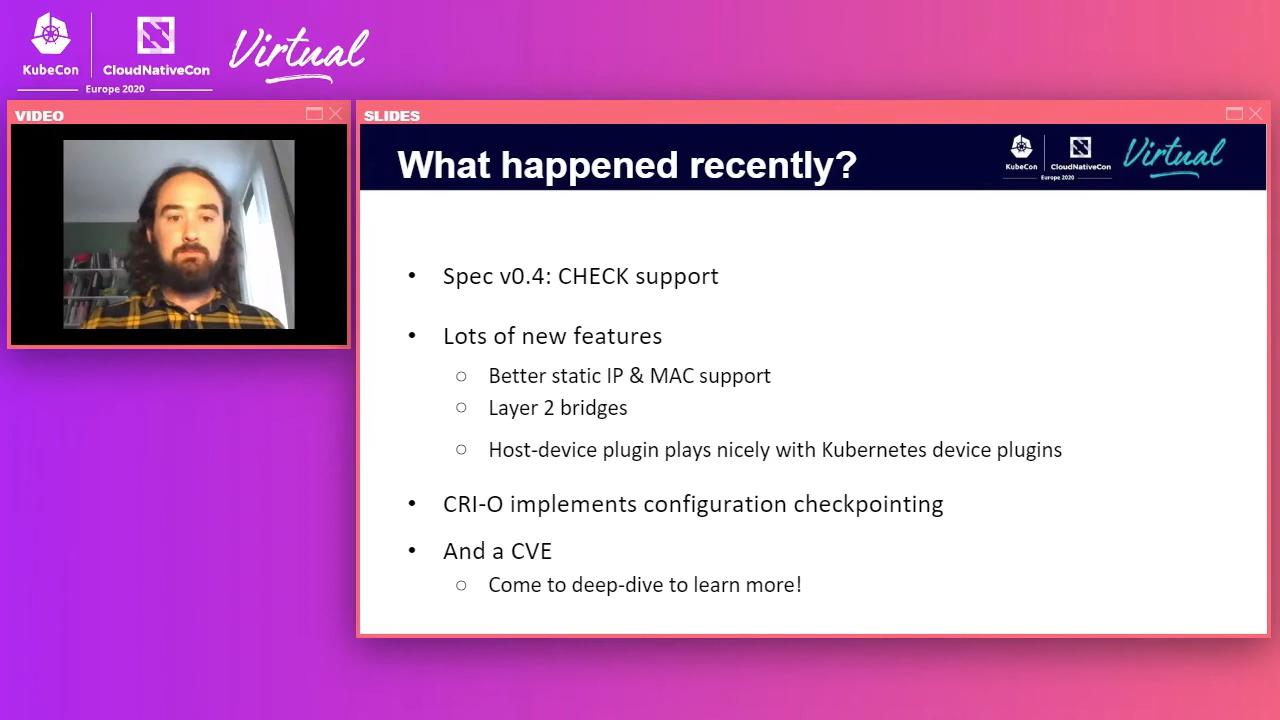 KubeCon
CloudNativeCon
Europe 2020
Virtual
VIDEO
SLIDES
What happened recently?
KubeCon
CloudNativeCon
Europe 2020
Virtual
• Spec v0.4: CHECK support
• Lots of new features
○ Better static IP & MAC support
○ Layer 2 bridges
○ Host-device plugin plays nicely with Kubernetes device plugins
• CRI-O implements configuration checkpointing
• And a CVE
○ Come to deep-dive to learn more!